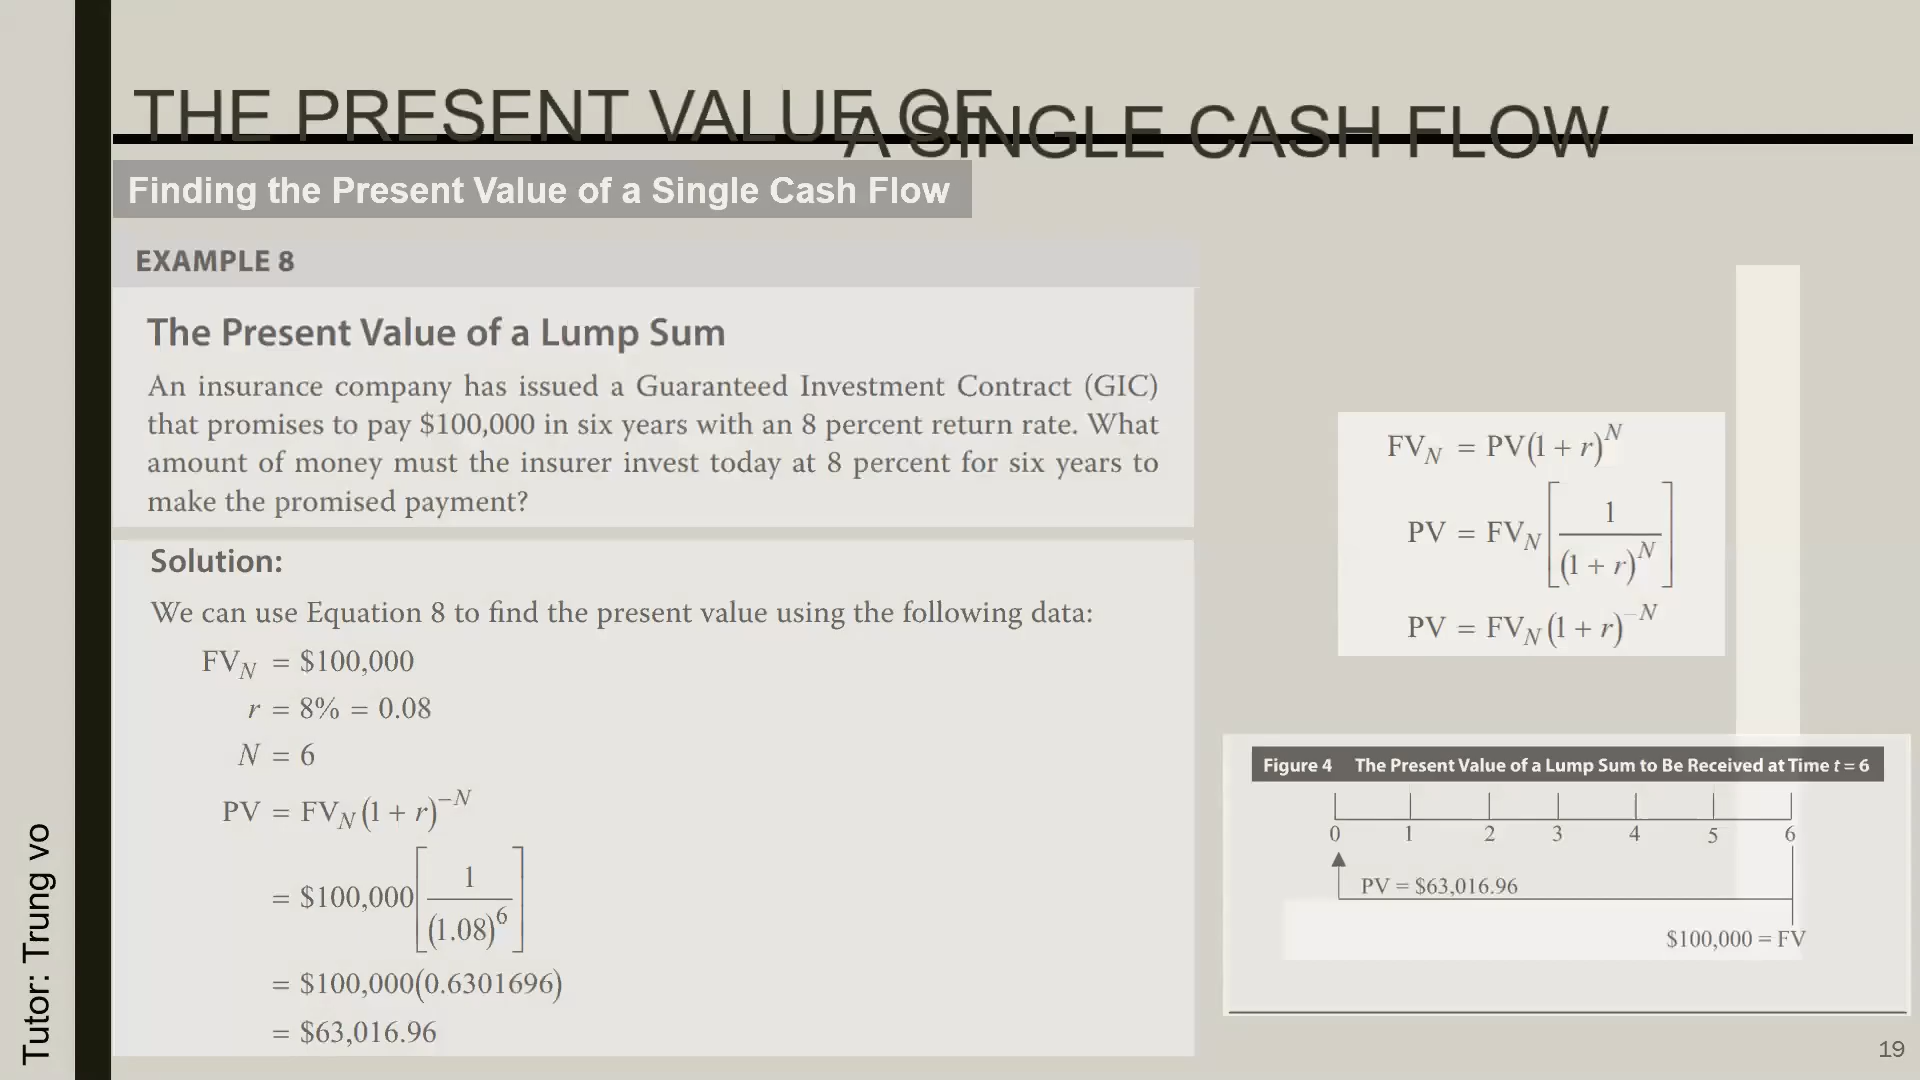 THE PRESENT VALUE OF A SINGLE CASH FLOW
Finding the Present Value of a Single Cash Flow
EXAMPLE 8
The Present Value of a Lump Sum
An insurance company has issued a Guaranteed Investment Contract (GIC)
that promises to pay $100,000 in six years with an 8 percent return rate. What
amount of money must the insurer invest today at 8 percent for six years to
make the promised payment?
Solution:
We can use Equation 8 to find the present value using the following data:
FV_N = $100,000
r = 8% = 0.08
N = 6
PV = FV_N (1 + r)^−N
= $100,000[1/(1.08)^6]
= $100,000(0.6301696)
= $63,016.96
FV_N = PV(1 + r)^N
PV = FV_N [1/(1 + r)^N]
PV = FV_N (1 + r)^−N
Figure 4 The Present Value of a Lump Sum to Be Received at Time t = 6
0 1 2 3 4 5 6
PV = $63,016.96
$100,000 = FV
Tutor: Trung vo
19